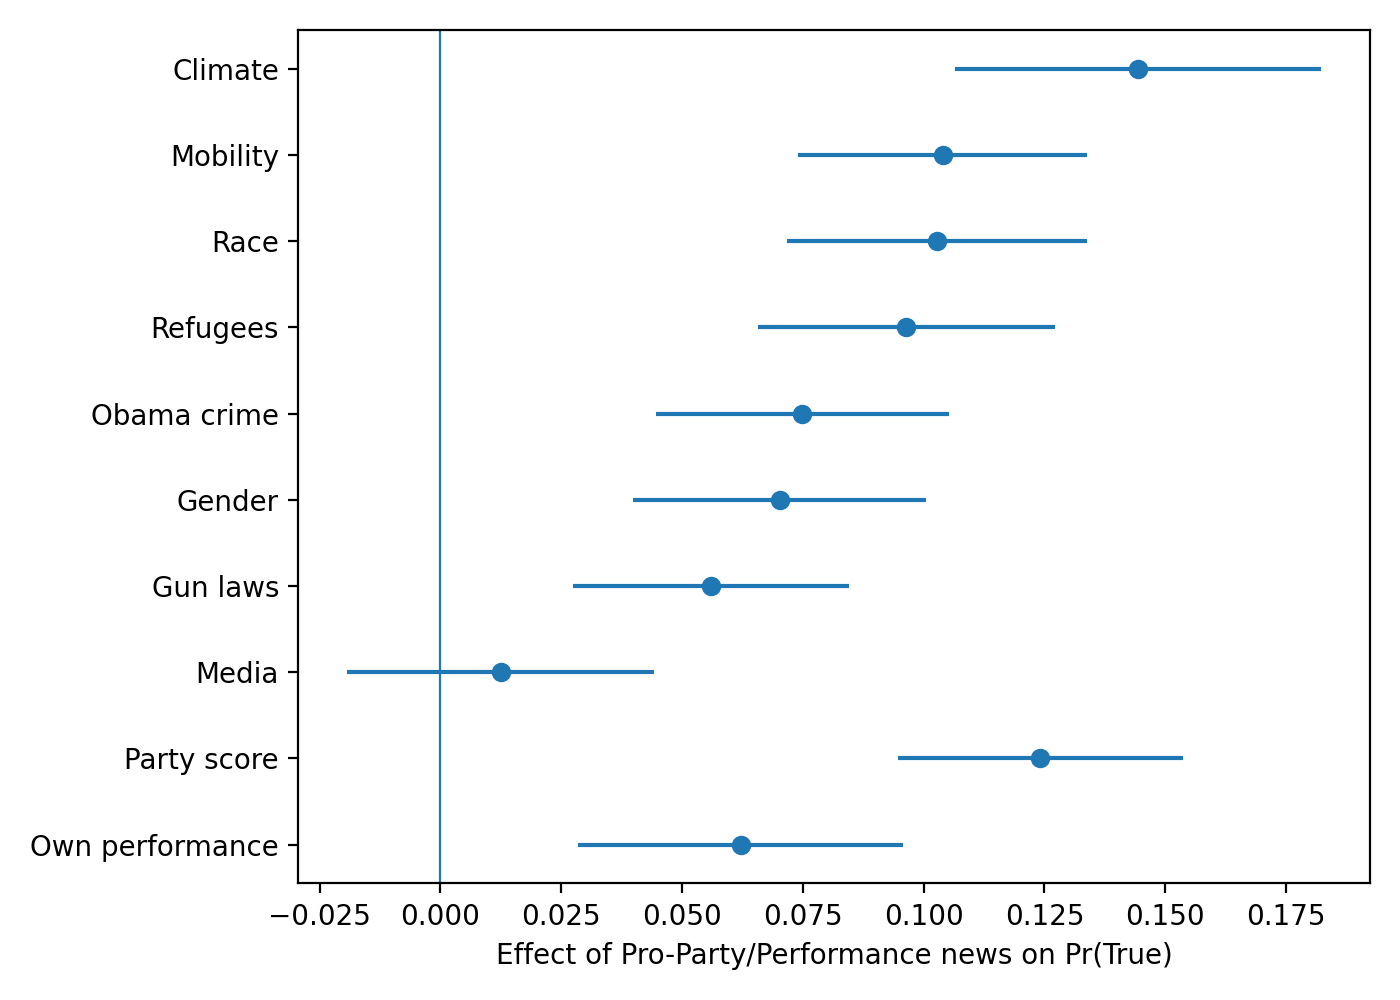 Climate
Mobility
Race
Refugees
Obama crime
Gender
Gun laws
Media
Party score
Own performance
−0.025 0.000 0.025 0.050 0.075 0.100 0.125 0.150 0.175
Effect of Pro-Party/Performance news on Pr(True)